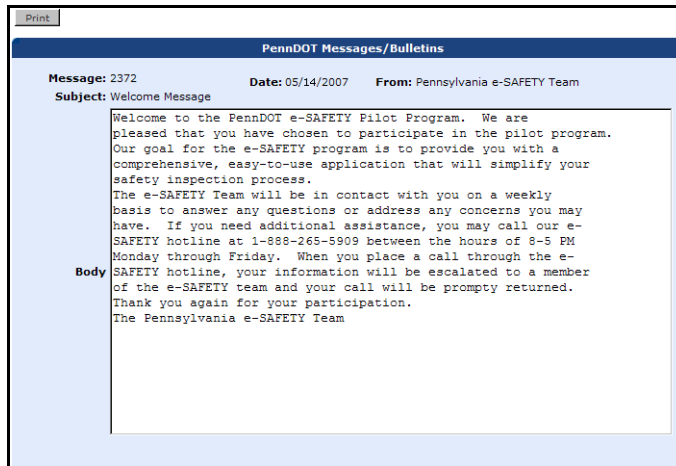 Print
PennDOT Messages/Bulletins
Message: 2372 Date: 05/14/2007 From: Pennsylvania e-SAFETY Team
Subject: Welcome Message
Welcome to the PennDOT e-SAFETY Pilot Program.  We are
pleased that you have chosen to participate in the pilot program.
Our goal for the e-SAFETY program is to provide you with a
comprehensive, easy-to-use application that will simplify your
safety inspection process.
The e-SAFETY Team will be in contact with you on a weekly
basis to answer any questions or address any concerns you may
have.  If you need additional assistance, you may call our e-
SAFETY hotline at 1-888-265-5909 between the hours of 8-5 PM
Monday through Friday.  When you place a call through the e-
Body SAFETY hotline, your information will be escalated to a member
of the e-SAFETY team and your call will be prompty returned.
Thank you again for your participation.
The Pennsylvania e-SAFETY Team